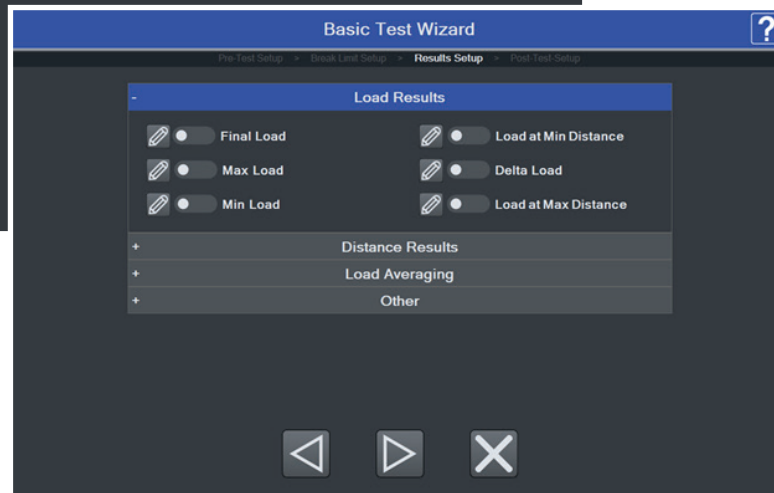 Basic Test Wizard
?
Pre-Test Setup > Break Limit Setup > Results Setup > Post-Test-Setup
- Load Results
Final Load Load at Min Distance
Max Load Delta Load
Min Load Load at Max Distance
+ Distance Results
+ Load Averaging
+ Other